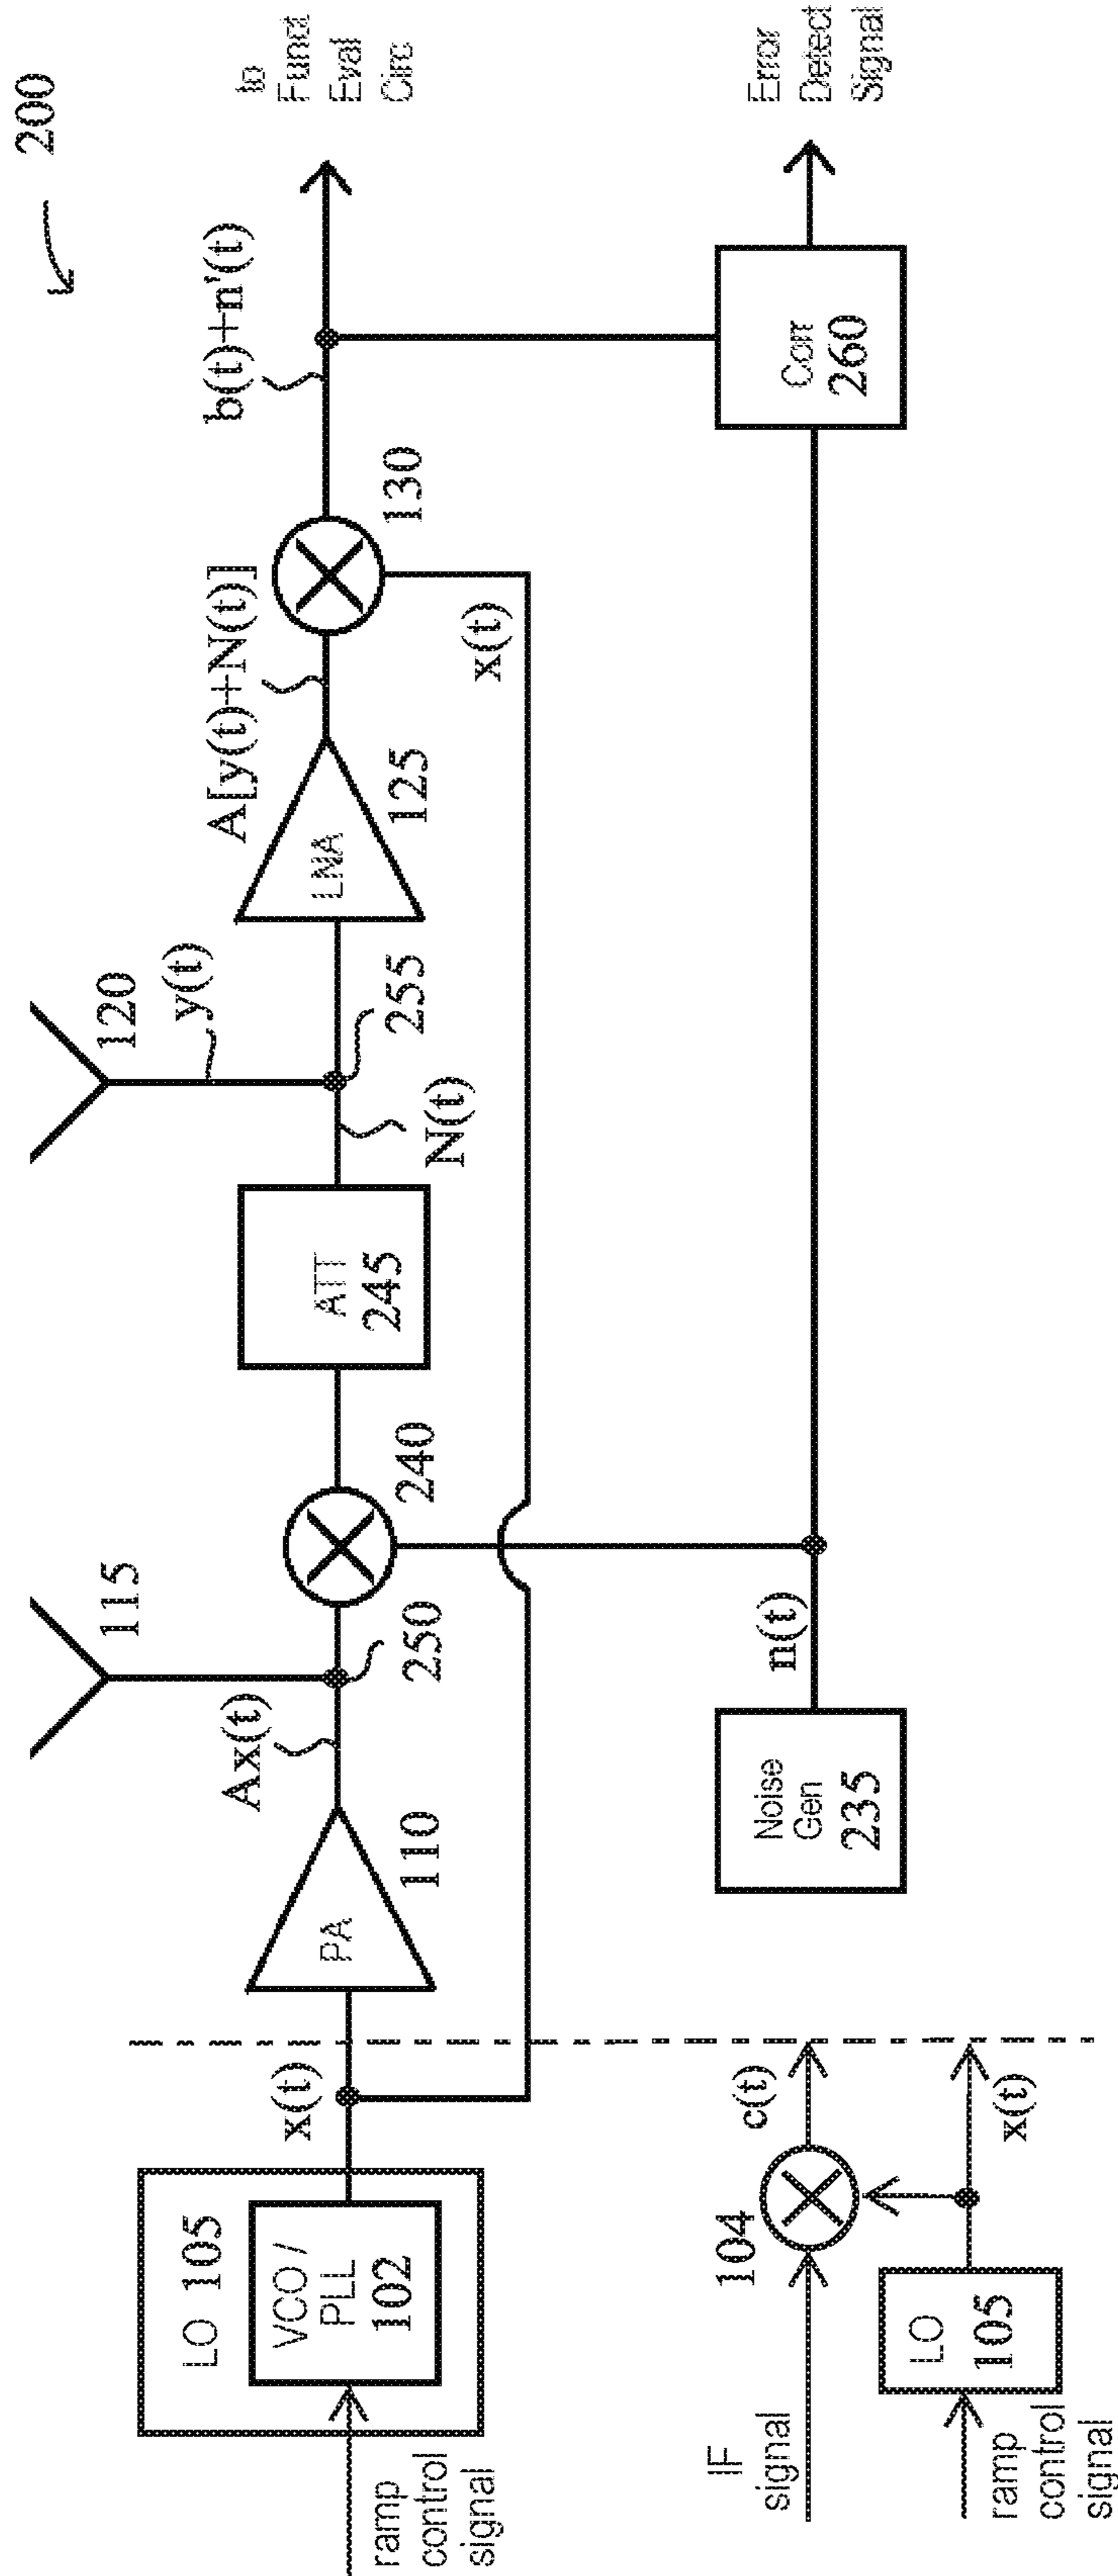 200
ramp
control
signal
LO 105
VCO /
PLL
102
x(t)
PA
110
Ax(t)
115
250
240
ATT
245
N(t)
120
y(t)
255
LNA
125
A[y(t)+N(t)]
130
x(t)
b(t)+n'(t)
to
Funct
Eval
Circ
Noise
Gen
235
n(t)
Corr
260
Error
Detect
Signal
IF
signal
104
c(t)
ramp
control
signal
LO
105
x(t)